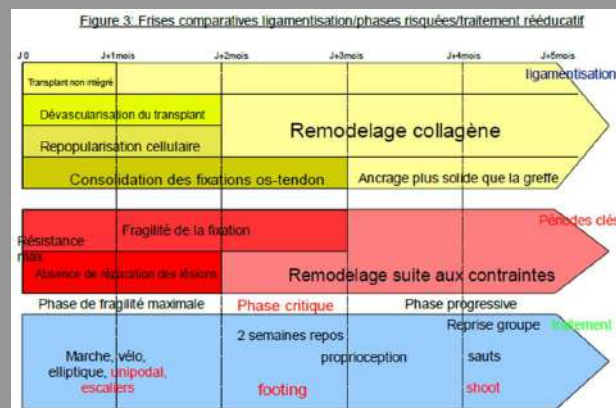 Figure 3: Frises comparatives ligamentisation/phases risquées/traitement rééducatif
J 0 J+1mois J+2mois J+3mois J+4mois J+5mois
ligamentisation
Transplant non intégré
Dévascularisation du transplant
Remodelage collagène
Repopularisation cellulaire
Consolidation des fixations os-tendon
Ancrage plus solide que la greffe
Périodes clés
Fragilité de la fixation
Résistance
max
Absence de réparation des lésions
Remodelage suite aux contraintes
Phase de fragilité maximale
Phase critique
Phase progressive
Reprise groupe
traitement
2 semaines repos
Marche, vélo,
elliptique, unipodal,
escaliers
proprioception
sauts
footing
shoot